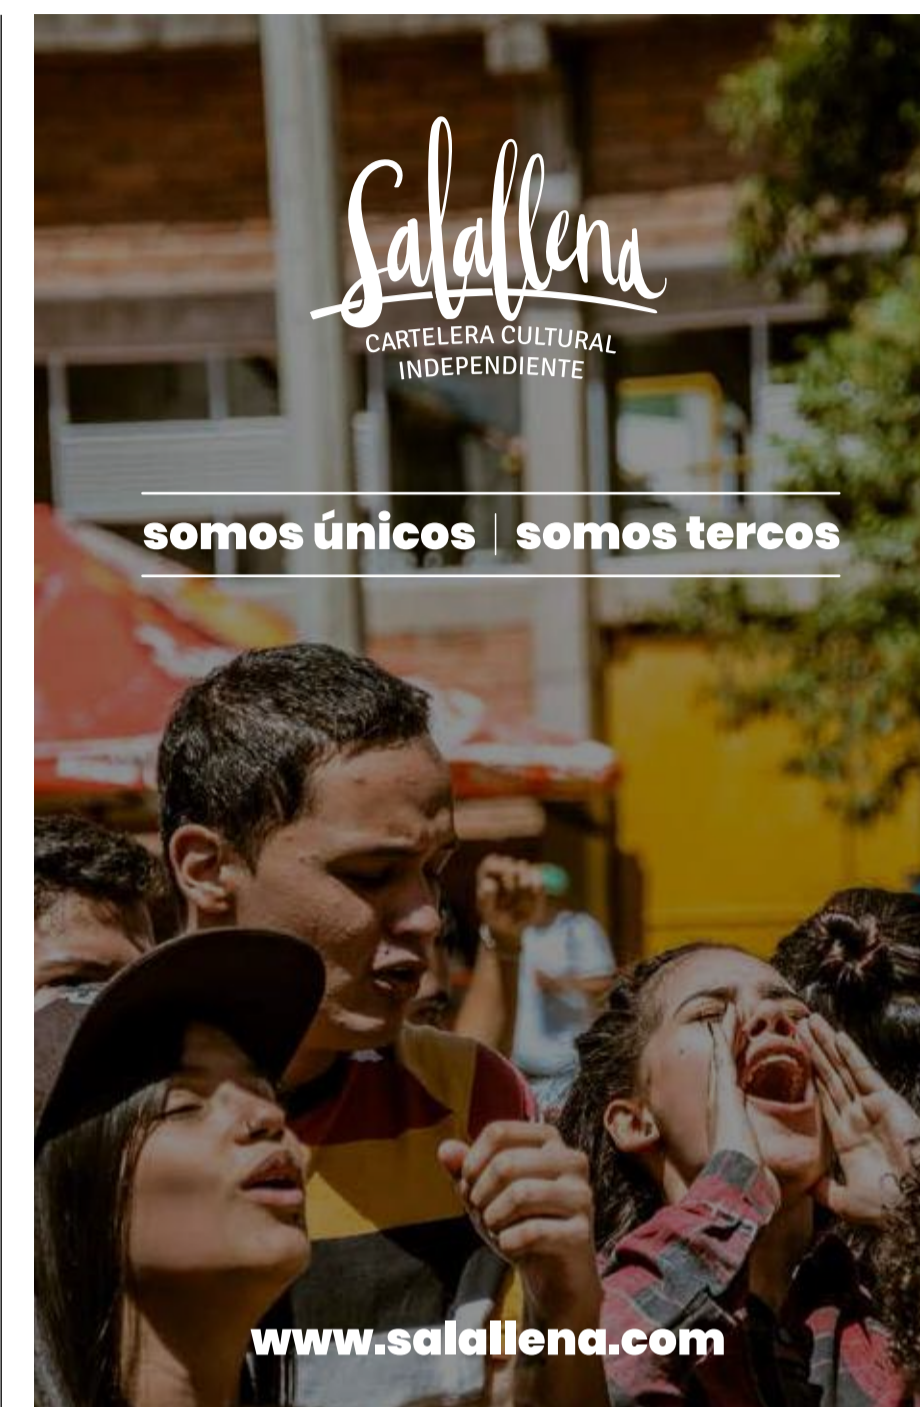 Salallena
CARTELERA CULTURAL
INDEPENDIENTE
somos únicos | somos tercos
www.salallena.com